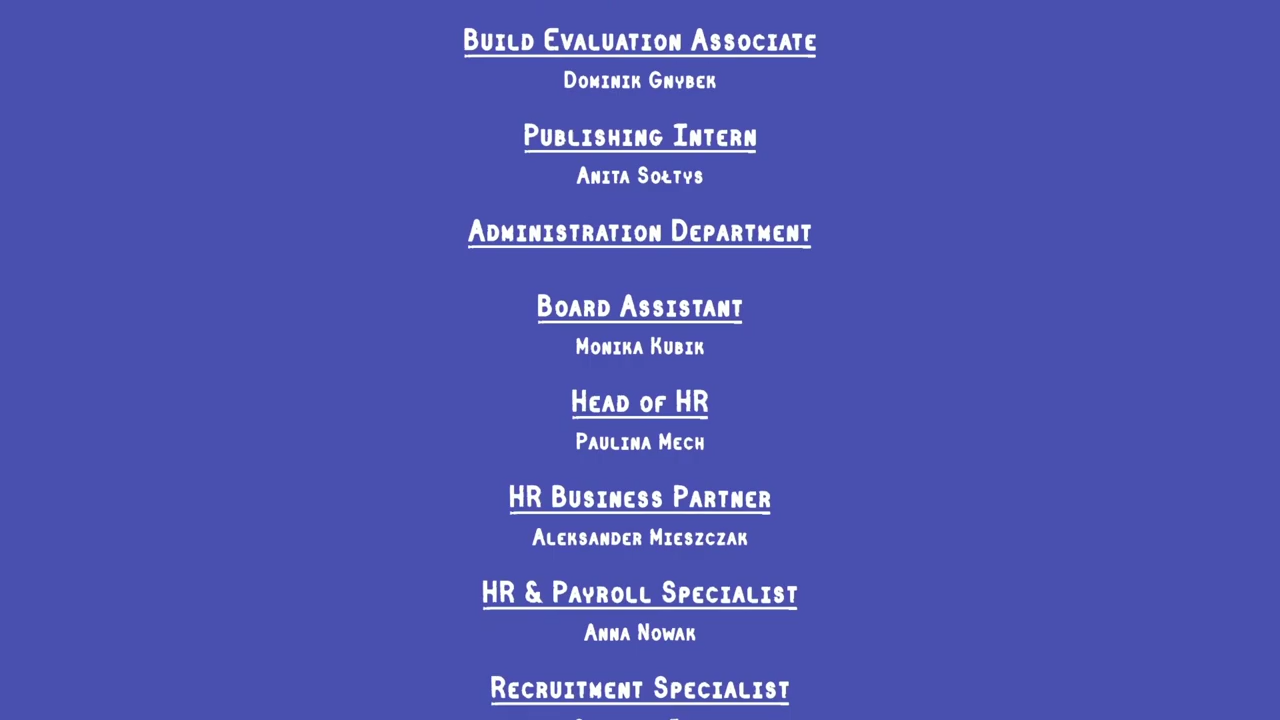 Build Evaluation Associate
Dominik Gnybek
Publishing Intern
Anita Sołtys
Administration Department
Board Assistant
Monika Kubik
Head of HR
Paulina Mech
HR Business Partner
Aleksander Mieszczak
HR & Payroll Specialist
Anna Nowak
Recruitment Specialist